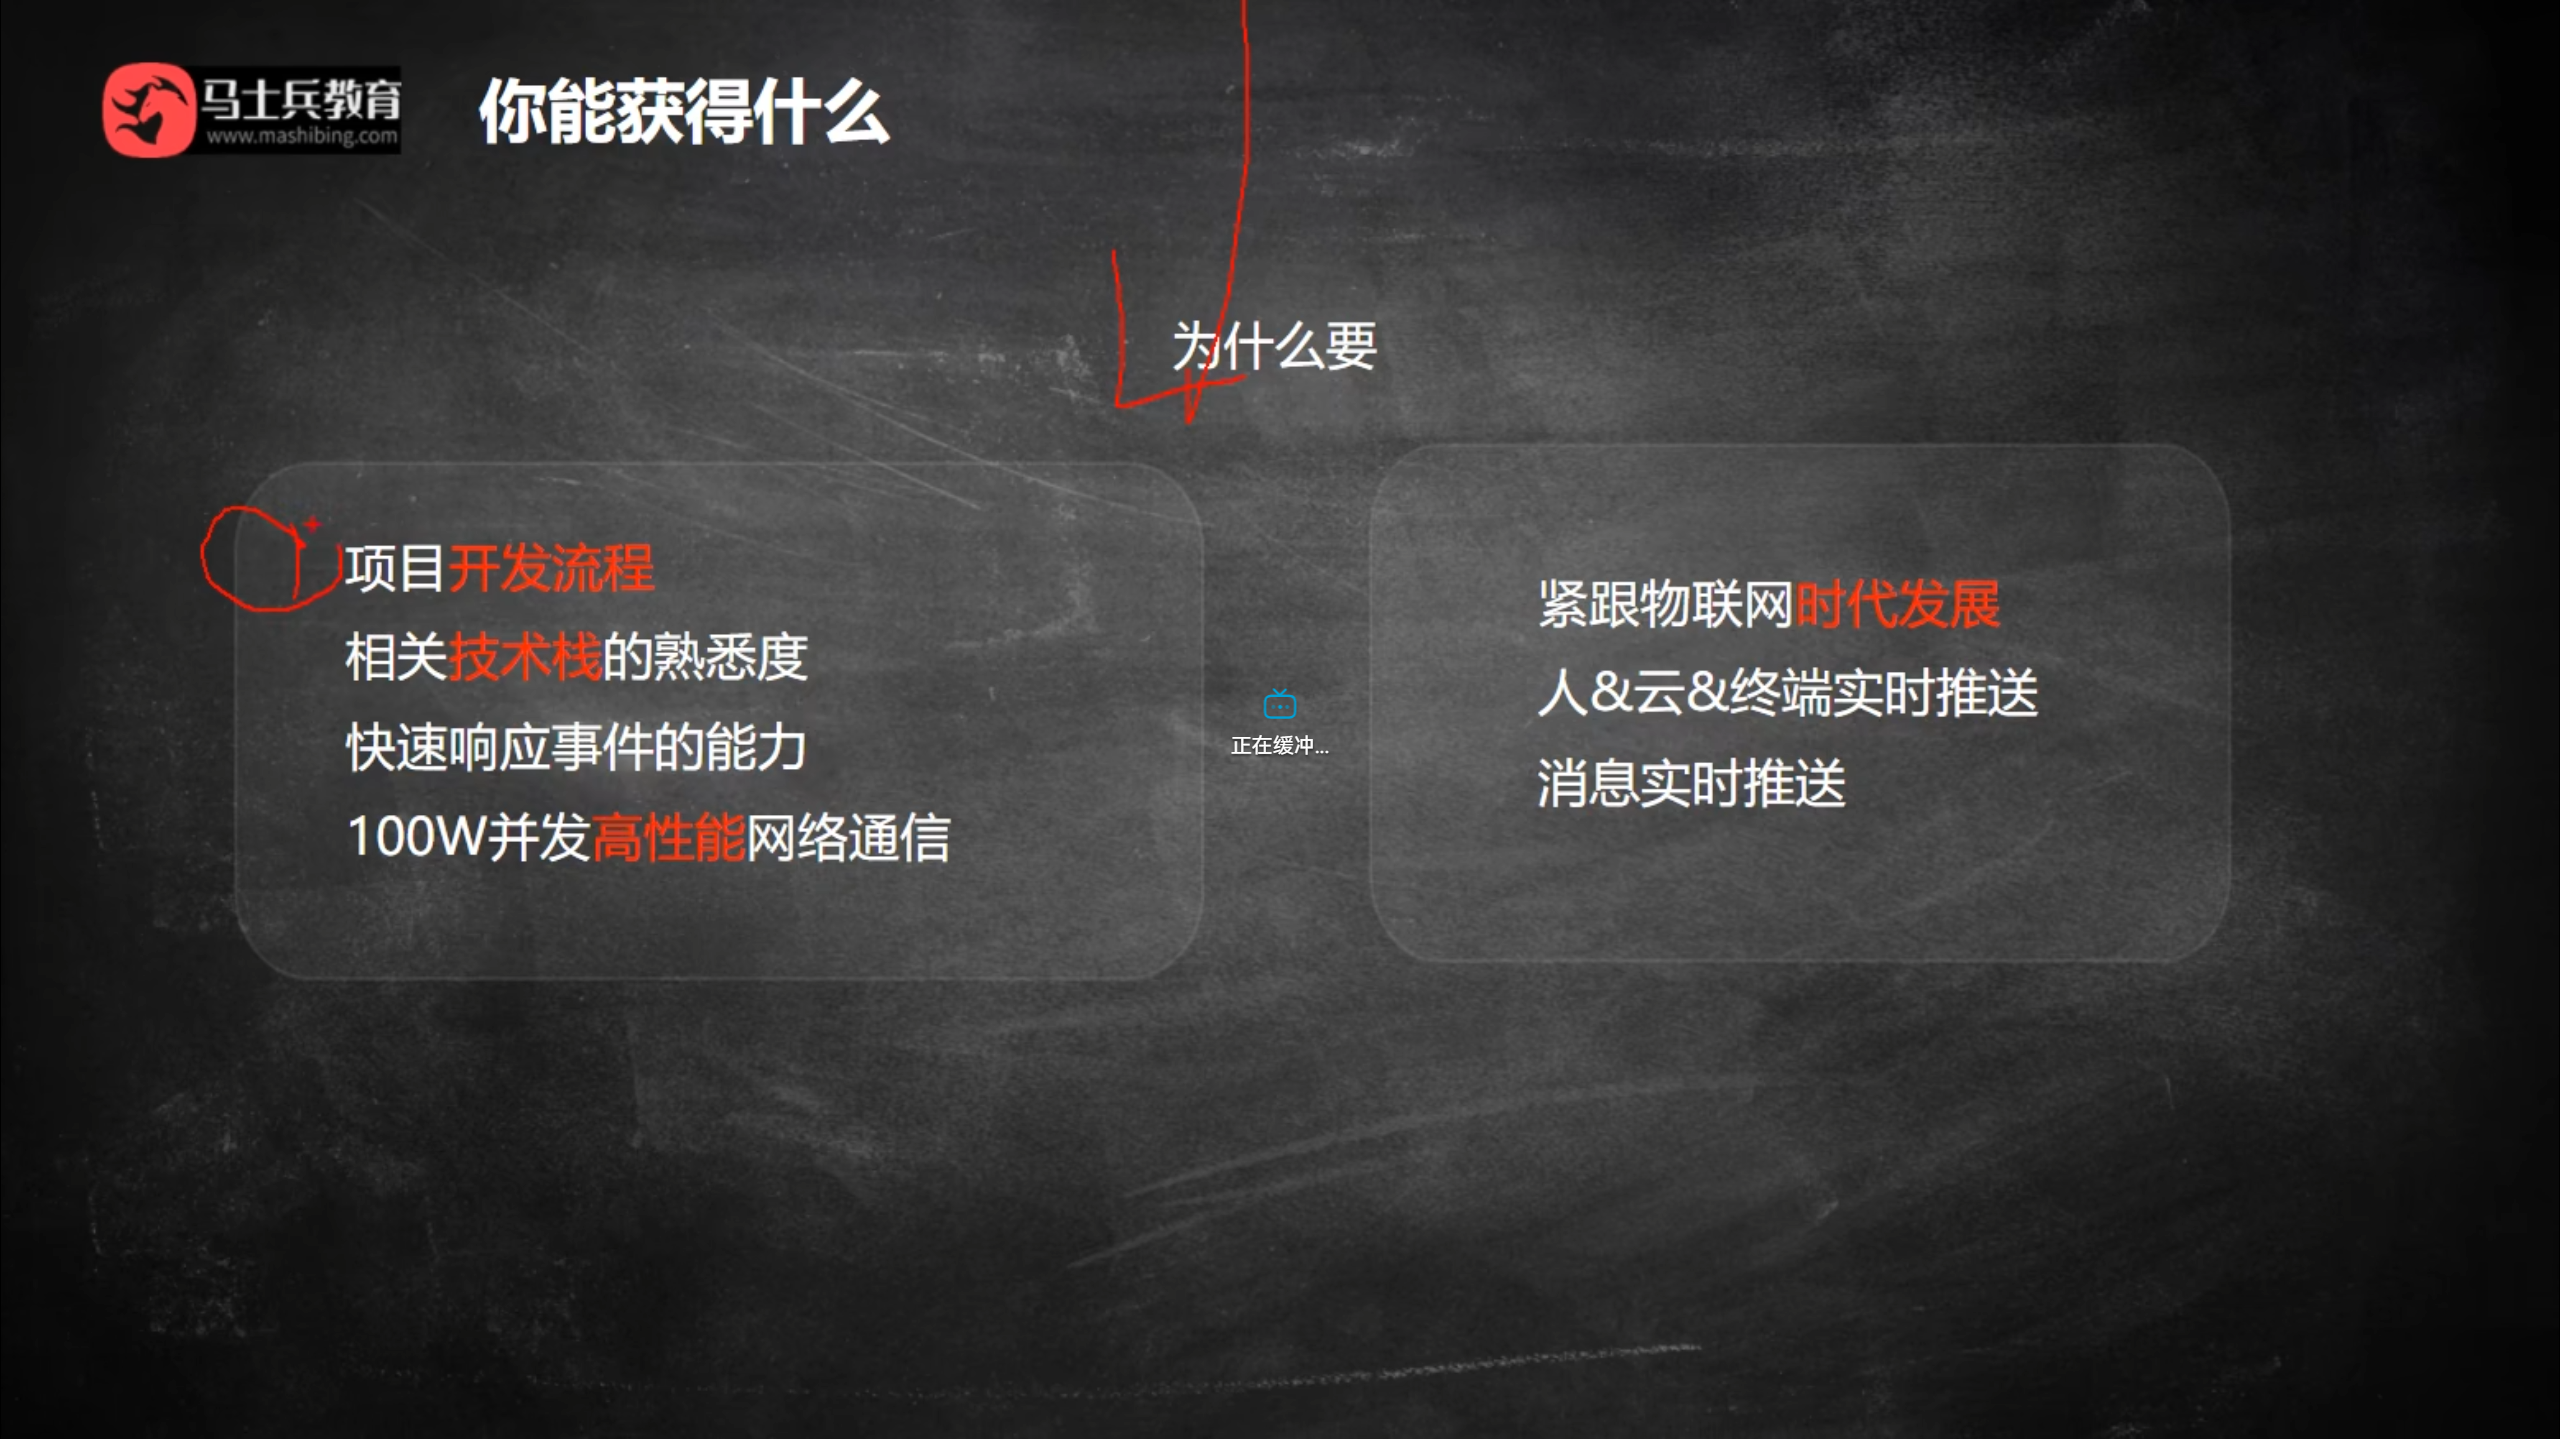 马士兵教育
www.mashibing.com
你能获得什么
为什么要
项目开发流程
相关技术栈的熟悉度
快速响应事件的能力
100W并发高性能网络通信
正在缓冲...
紧跟物联网时代发展
人&云&终端实时推送
消息实时推送